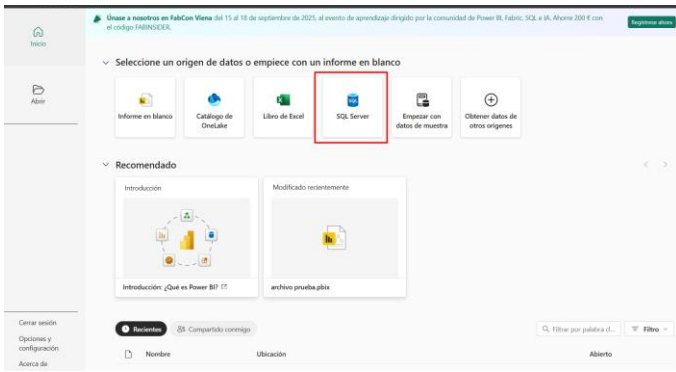 Únase a nosotros en FabCon Viena del 15 al 18 de septiembre de 2025, al evento de aprendizaje dirigido por la comunidad de Power BI, Fabric, SQL e IA. Ahorre 200 € con
el código FABINSIDER.
Regístrese ahora
Inicio
Abrir
Seleccione un origen de datos o empiece con un informe en blanco
Informe en blanco
Catálogo de
OneLake
Libro de Excel
SQL
SQL Server
Empezar con
datos de muestra
Obtener datos de
otros orígenes
Recomendado
Introducción
Modificado recientemente
Introducción: ¿Qué es Power BI?
archivo prueba.pbix
Cerrar sesión
Opciones y
configuración
Acerca de
Recientes
Compartido conmigo
Filtrar por palabra cl...
Filtro
Nombre
Ubicación
Abierto